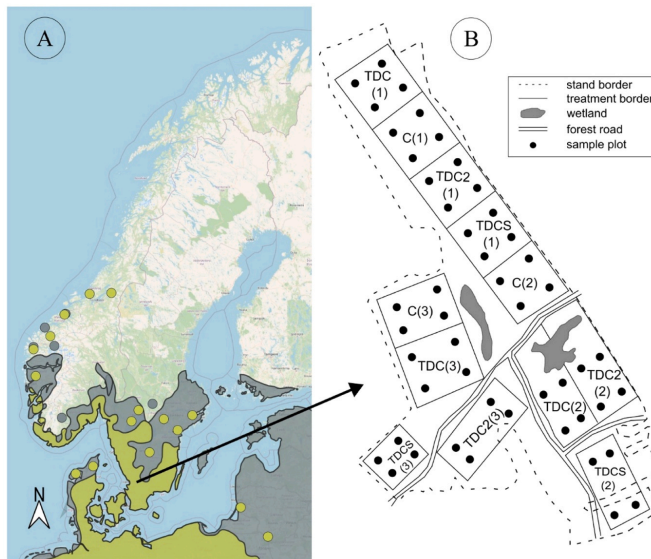 A
N
B
stand border
treatment border
wetland
forest road
sample plot
TDC
(1)
C(1)
TDC2
(1)
TDCS
(1)
C(2)
C(3)
TDC(3)
TDC2
(2)
TDC(2)
TDC2(3)
TDCS
(3)
TDCS
(2)